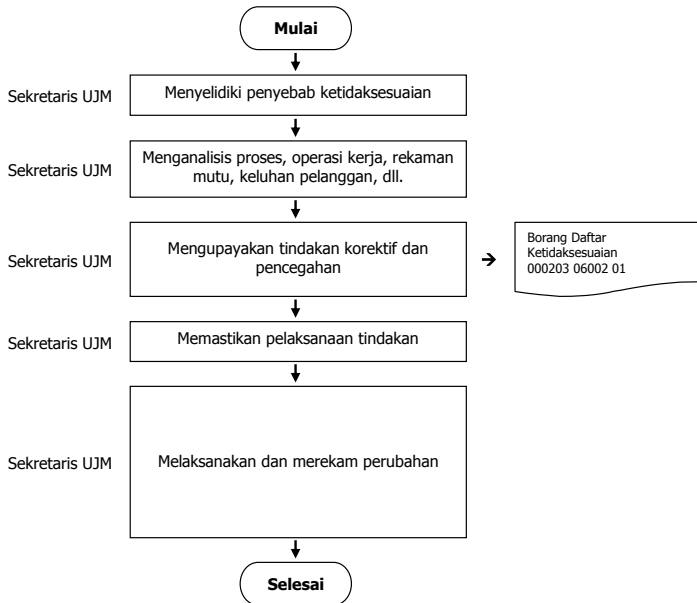 Mulai
Sekretaris UJM
Menyelidiki penyebab ketidaksesuaian
Sekretaris UJM
Menganalisis proses, operasi kerja, rekaman
mutu, keluhan pelanggan, dll.
Sekretaris UJM
Mengupayakan tindakan korektif dan
pencegahan
Borang Daftar
Ketidaksesuaian
000203 06002 01
Sekretaris UJM
Memastikan pelaksanaan tindakan
Sekretaris UJM
Melaksanakan dan merekam perubahan
Selesai